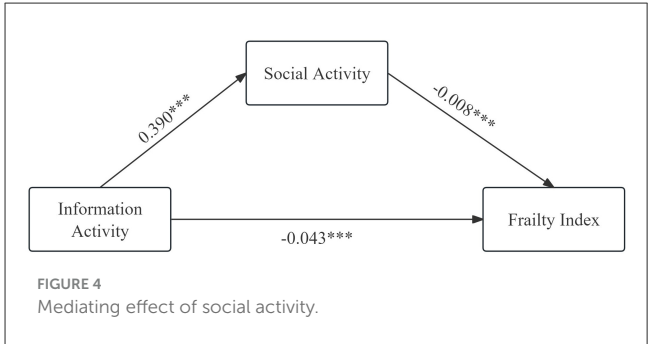 Social Activity
0.390***
-0.008***
Information
Activity
Frailty Index
-0.043***
FIGURE 4
Mediating effect of social activity.